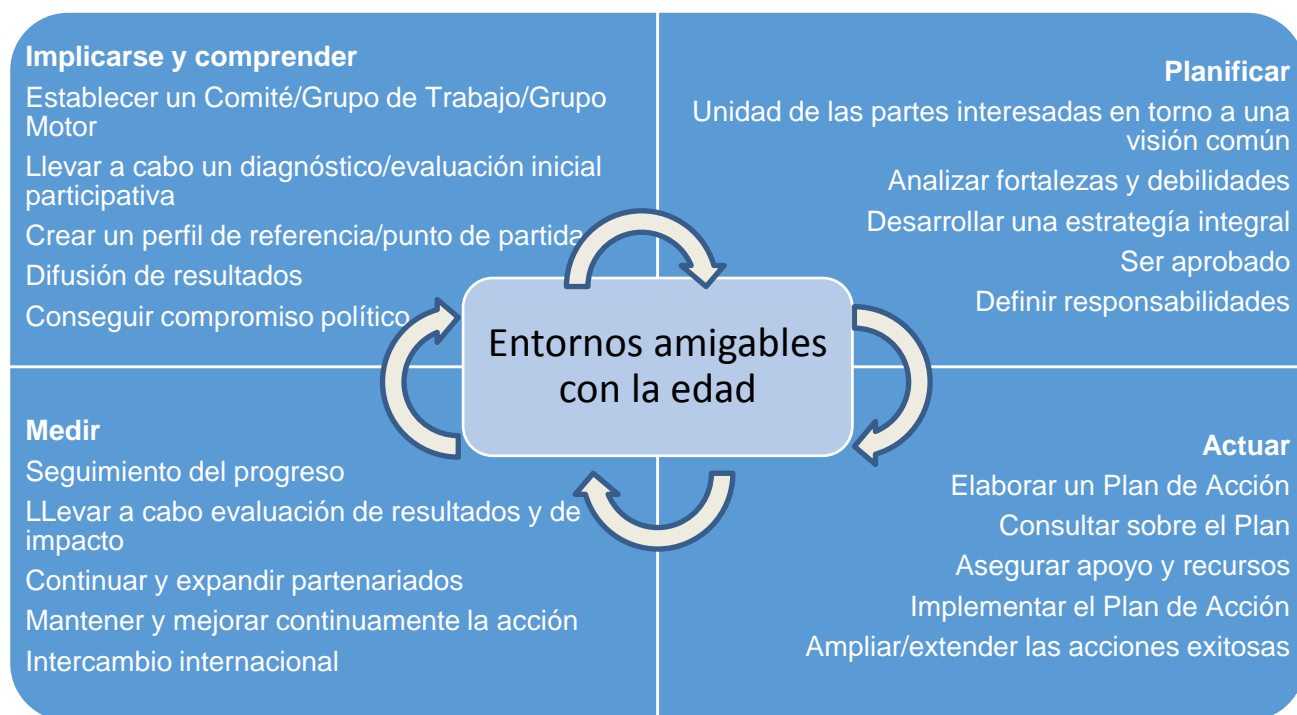 Implicarse y comprender
Establecer un Comité/Grupo de Trabajo/Grupo
Motor
Llevar a cabo un diagnóstico/evaluación inicial
participativa
Crear un perfil de referencia/punto de partida
Difusión de resultados
Conseguir compromiso político
Planificar
Unidad de las partes interesadas en torno a una
visión común
Analizar fortalezas y debilidades
Desarrollar una estrategía integral
Ser aprobado
Definir responsabilidades
Entornos amigables
con la edad
Medir
Seguimiento del progreso
LLevar a cabo evaluación de resultados y de
impacto
Continuar y expandir partenariados
Mantener y mejorar continuamente la acción
Intercambio internacional
Actuar
Elaborar un Plan de Acción
Consultar sobre el Plan
Asegurar apoyo y recursos
Implementar el Plan de Acción
Ampliar/extender las acciones exitosas